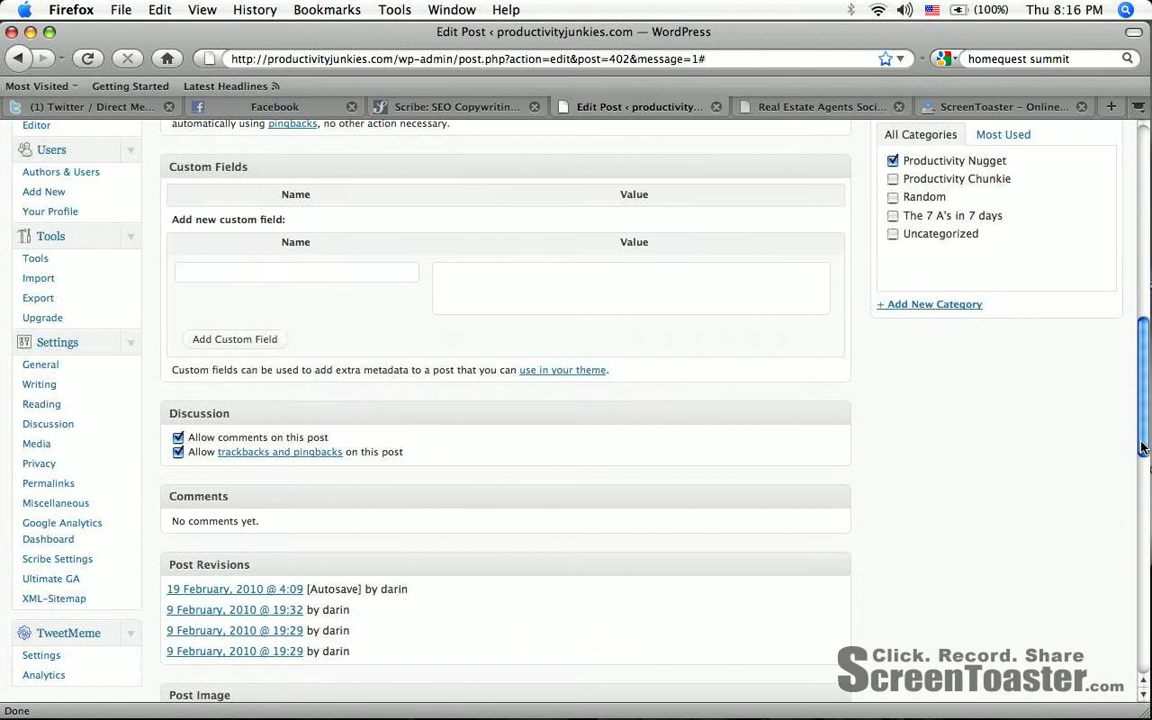 Firefox File Edit View History Bookmarks Tools Window Help (100%) Thu 8:16 PM
Edit Post ‹ productivityjunkies.com — WordPress
http://productivityjunkies.com/wp-admin/post.php?action=edit&post=402&message=1# homequest summit
Most Visited Getting Started Latest Headlines
(1) Twitter / Direct Me... Facebook Scribe: SEO Copywritin... Edit Post ‹ productivity... Real Estate Agents Soci... ScreenToaster – Online...
Editor
Users
Authors & Users
Add New
Your Profile
Tools
Tools
Import
Export
Upgrade
Settings
General
Writing
Reading
Discussion
Media
Privacy
Permalinks
Miscellaneous
Google Analytics
Dashboard
Scribe Settings
Ultimate GA
XML-Sitemap
TweetMeme
Settings
Analytics
automatically using pingbacks, no other action necessary.
Custom Fields
Name Value
Add new custom field:
Name Value
Add Custom Field
Custom fields can be used to add extra metadata to a post that you can use in your theme.
Discussion
Allow comments on this post
Allow trackbacks and pingbacks on this post
Comments
No comments yet.
Post Revisions
19 February, 2010 @ 4:09 [Autosave] by darin
9 February, 2010 @ 19:32 by darin
9 February, 2010 @ 19:29 by darin
9 February, 2010 @ 19:29 by darin
Post Image
All Categories Most Used
Productivity Nugget
Productivity Chunkie
Random
The 7 A's in 7 days
Uncategorized
+ Add New Category
Click. Record. Share
ScreenToaster.com
Done